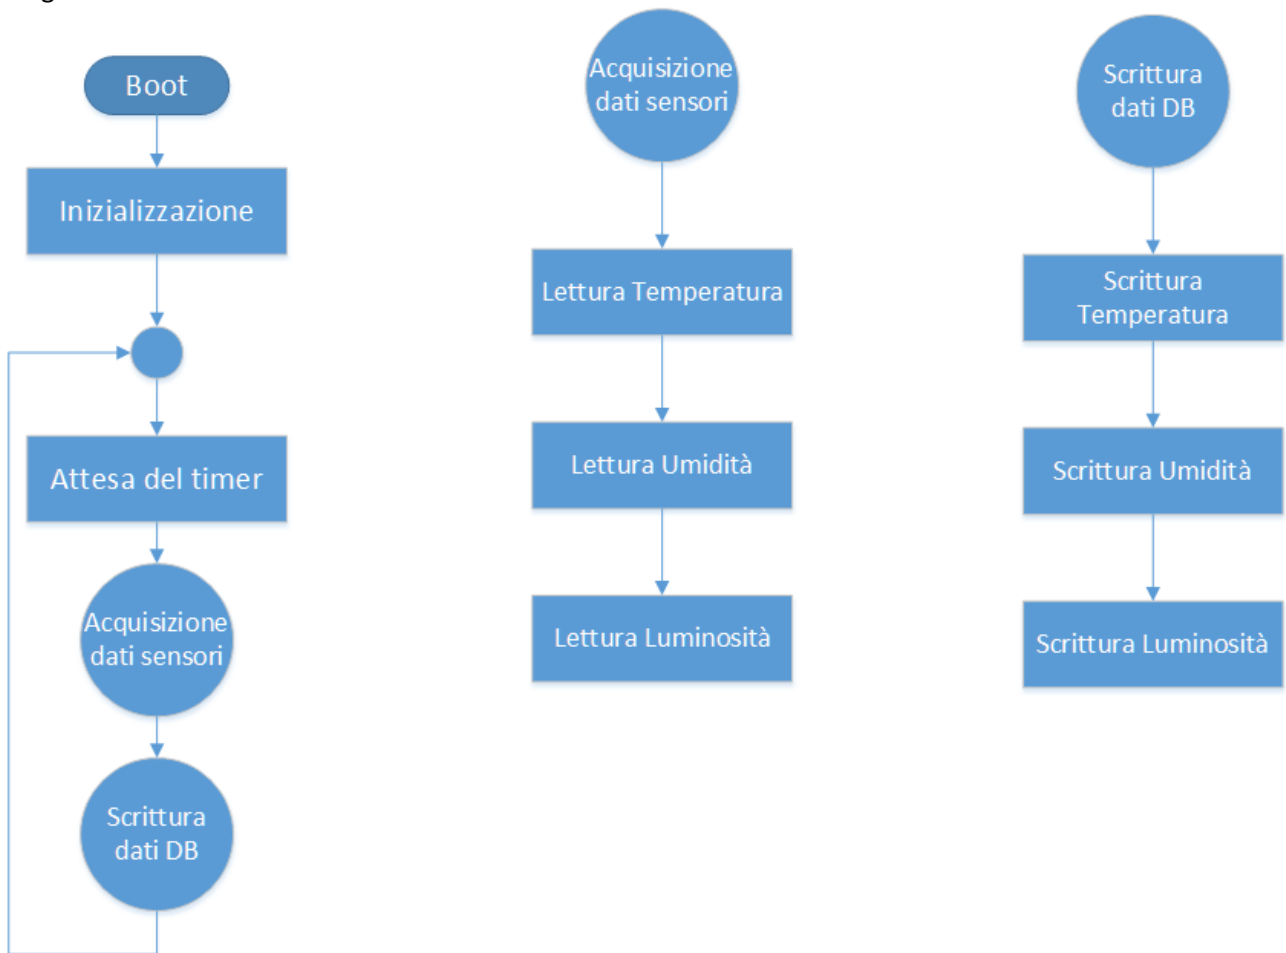 Boot
Inizializzazione
Attesa del timer
Acquisizione
dati sensori
Scrittura
dati DB
Acquisizione
dati sensori
Lettura Temperatura
Lettura Umidità
Lettura Luminosità
Scrittura
dati DB
Scrittura
Temperatura
Scrittura Umidità
Scrittura Luminosità